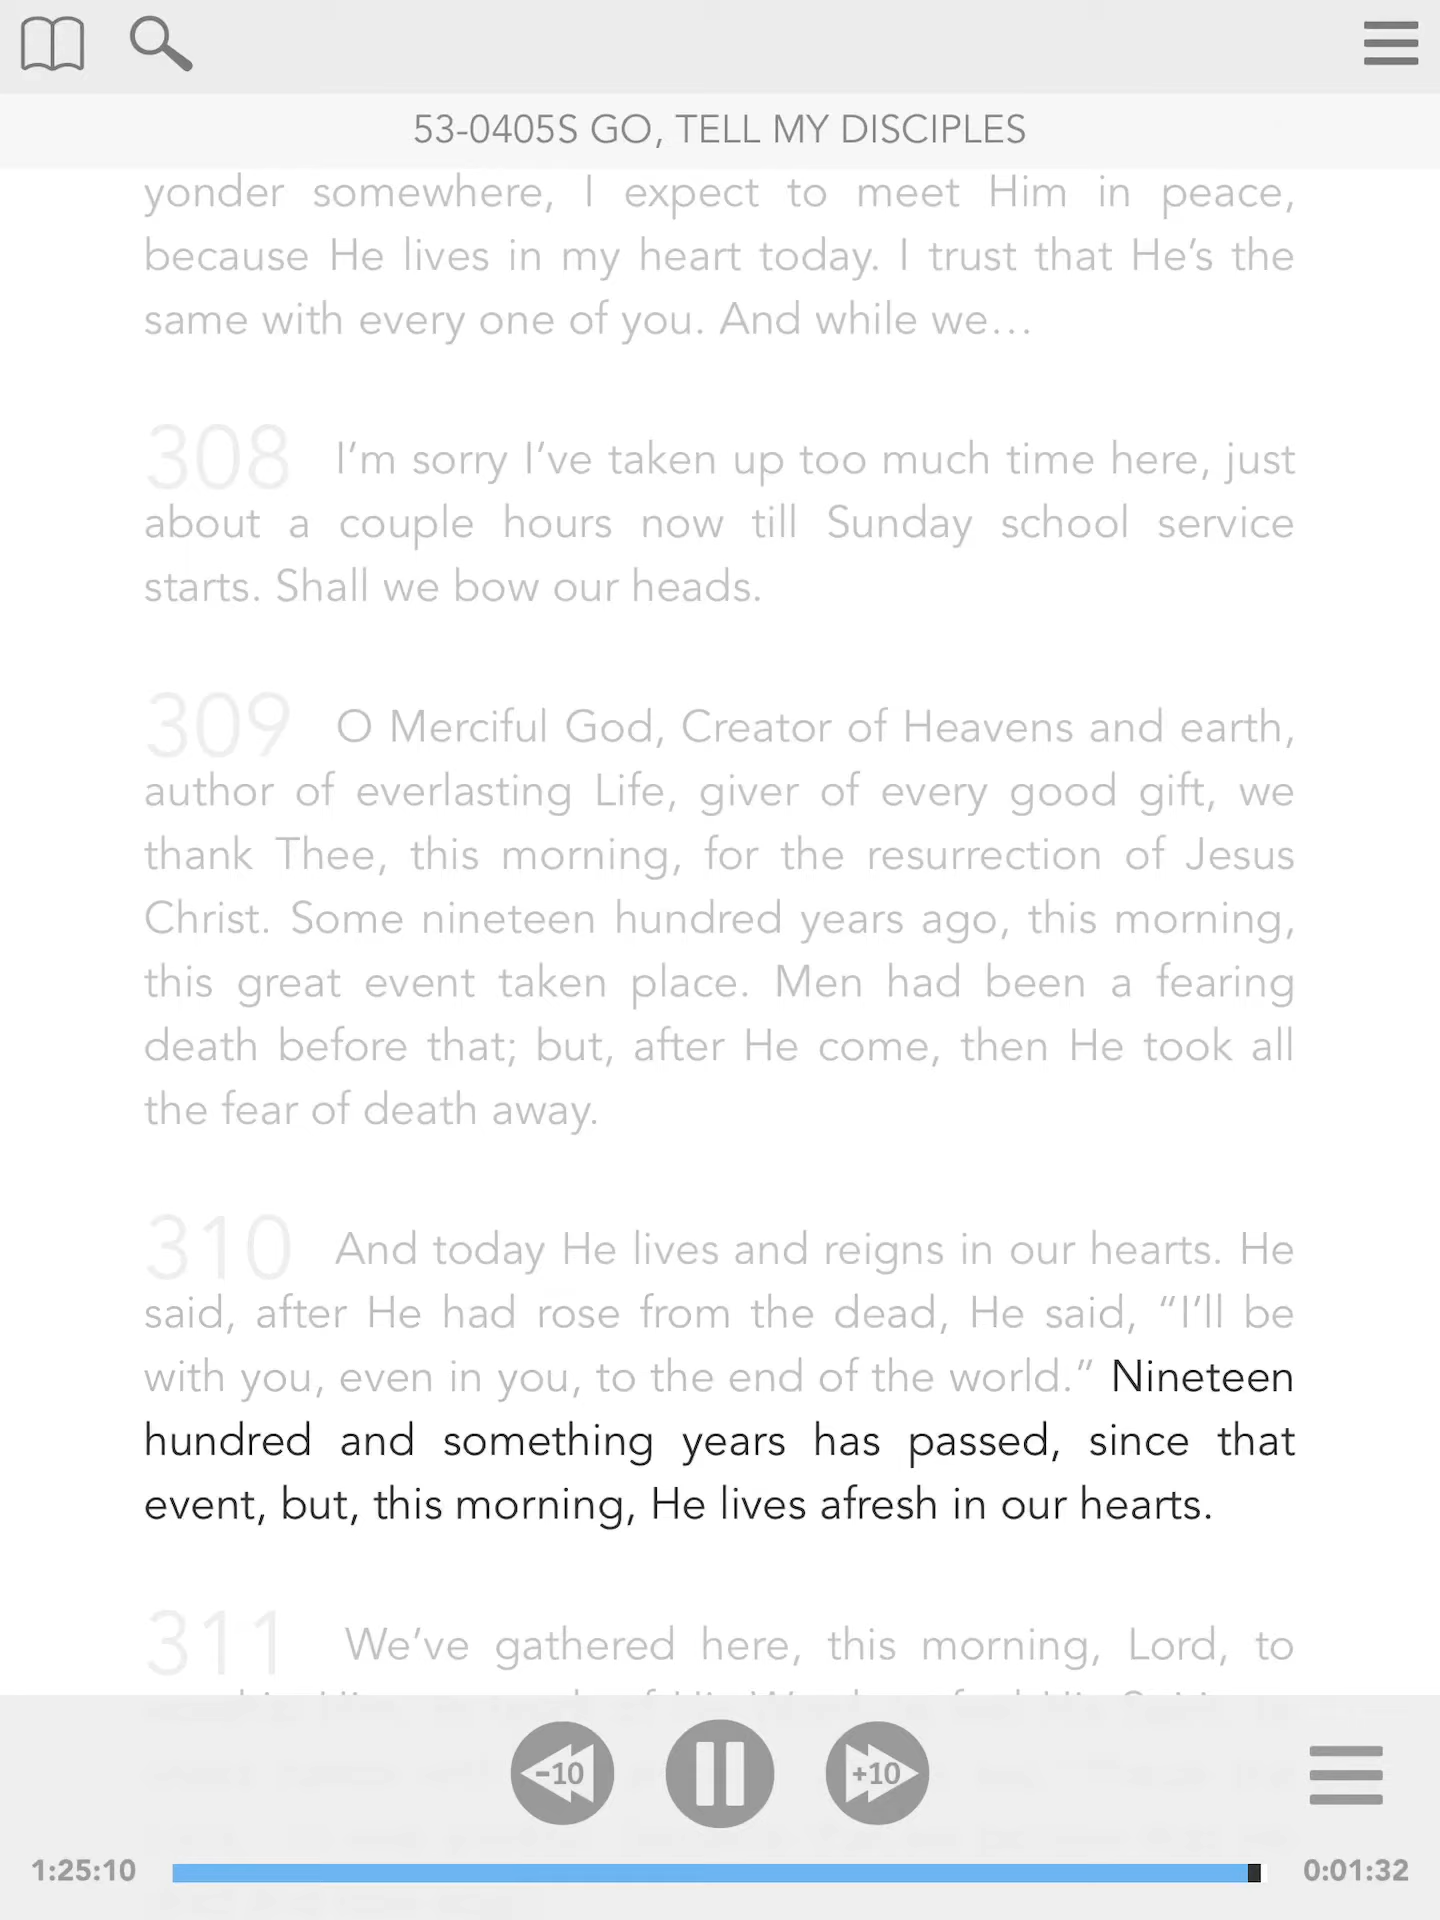 53-0405S GO, TELL MY DISCIPLES
yonder somewhere, I expect to meet Him in peace,
because He lives in my heart today. I trust that He’s the
same with every one of you. And while we…
308 I’m sorry I’ve taken up too much time here, just
about a couple hours now till Sunday school service
starts. Shall we bow our heads.
309 O Merciful God, Creator of Heavens and earth,
author of everlasting Life, giver of every good gift, we
thank Thee, this morning, for the resurrection of Jesus
Christ. Some nineteen hundred years ago, this morning,
this great event taken place. Men had been a fearing
death before that; but, after He come, then He took all
the fear of death away.
310 And today He lives and reigns in our hearts. He
said, after He had rose from the dead, He said, “I’ll be
with you, even in you, to the end of the world.” Nineteen
hundred and something years has passed, since that
event, but, this morning, He lives afresh in our hearts.
311 We’ve gathered here, this morning, Lord, to
-10 +10
1:25:10 0:01:32